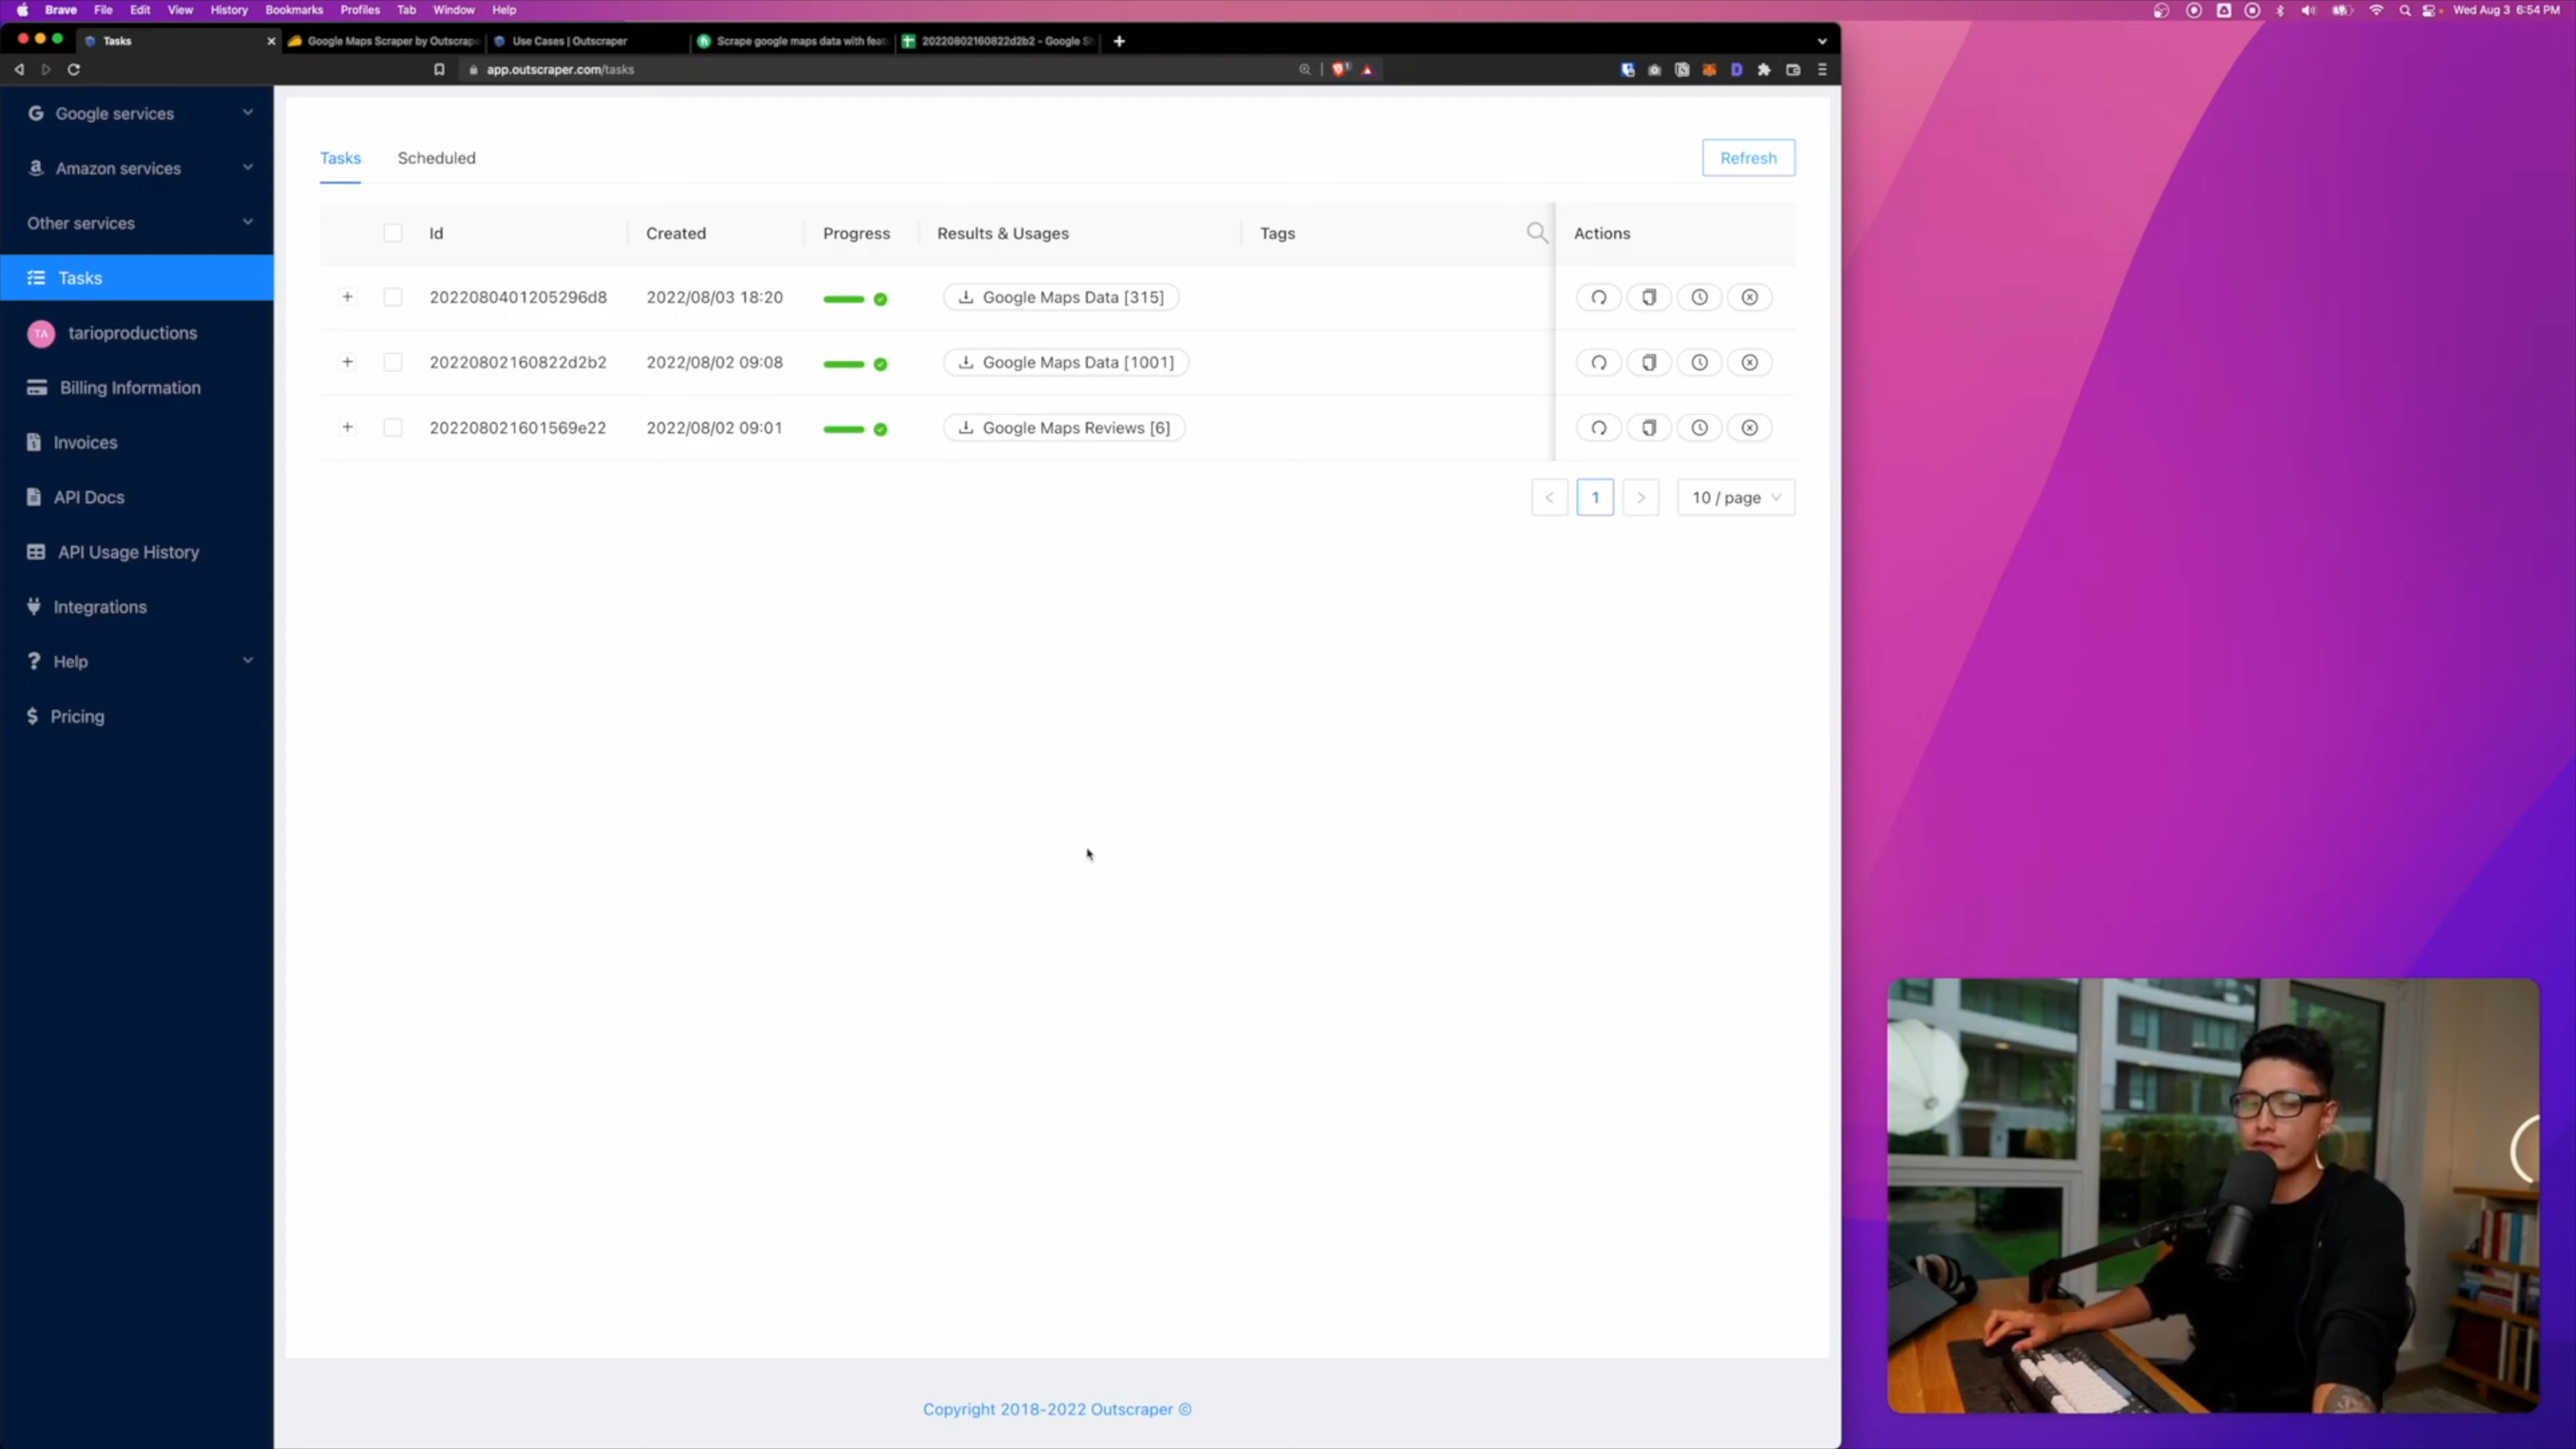 Brave File Edit View History Bookmarks Profiles Tab Window Help
Wed Aug 3 6:54 PM
Tasks
Google Maps Scraper by Outscrap
Use Cases | Outscraper
Scrape google maps data with feat
20220802160822d2b2 - Google Sh
app.outscraper.com/tasks
Google services
Amazon services
Other services
Tasks
TA tarioproductions
Billing Information
Invoices
API Docs
API Usage History
Integrations
? Help
$ Pricing
Tasks Scheduled
Refresh
Id Created Progress Results & Usages Tags Actions
+ 2022080401205296d8 2022/08/03 18:20 Google Maps Data [315]
+ 20220802160822d2b2 2022/08/02 09:08 Google Maps Data [1001]
+ 202208021601569e22 2022/08/02 09:01 Google Maps Reviews [6]
< 1 > 10 / page
Copyright 2018-2022 Outscraper ©